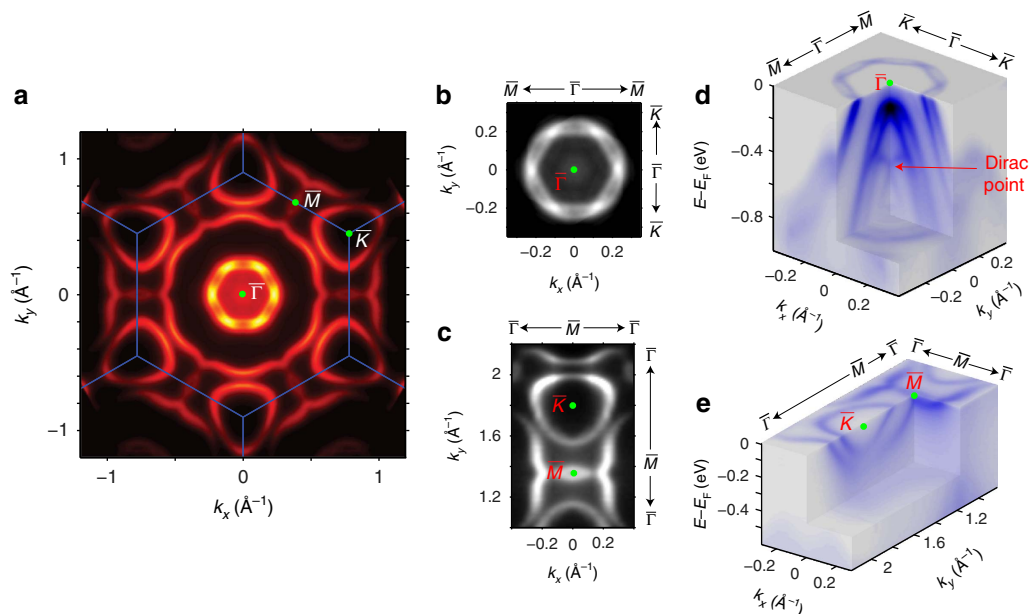 a
1
0
−1
k_y (Å⁻¹)
−1
0
1
k_x (Å⁻¹)
M̅
K̅
Γ̅
b
M̅ Γ̅ M̅
0.2
0
−0.2
k_y (Å⁻¹)
−0.2 0 0.2
k_x (Å⁻¹)
Γ̅
K̅
Γ̅
K̅
c
Γ̅ M̅ Γ̅
2
1.6
1.2
k_y (Å⁻¹)
−0.4 0 0.4
k_x (Å⁻¹)
K̅
M̅
Γ̅
M̅
Γ̅
d
M̅ Γ̅ M̅
K̅ Γ̅ K̅
Γ̅
0
−0.4
−0.8
E–E_F (eV)
Dirac
point
−0.2 0 0.2
k_x (Å⁻¹)
−0.2 0 0.2
k_y (Å⁻¹)
e
Γ̅ M̅ Γ̅
Γ̅ M̅ Γ̅
M̅
K̅
0
−0.2
−0.4
E–E_F (eV)
−0.2 0 0.2
k_x (Å⁻¹)
2 1.6 1.2
k_y (Å⁻¹)